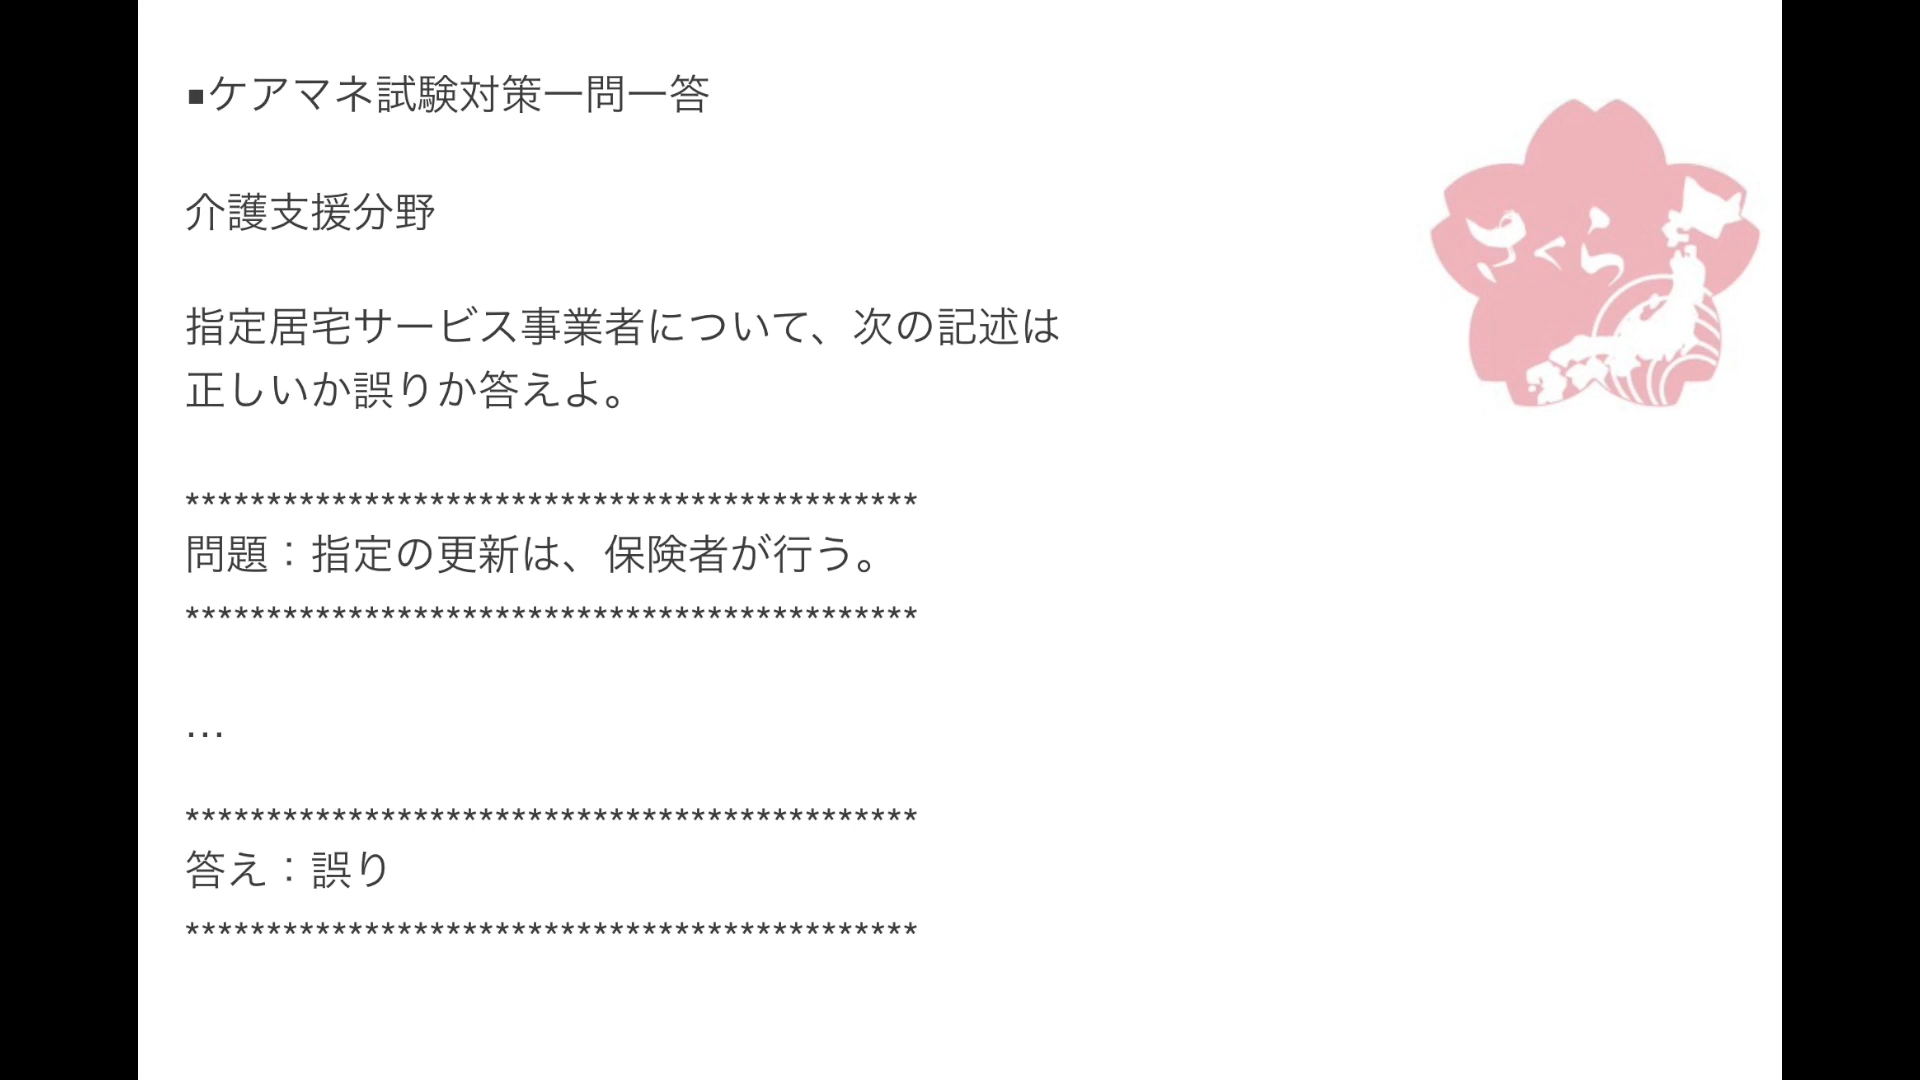 ▪ケアマネ試験対策一問一答
介護支援分野
さくら
指定居宅サービス事業者について、次の記述は
正しいか誤りか答えよ。
*********************************************
問題：指定の更新は、保険者が行う。
*********************************************
…
*********************************************
答え：誤り
*********************************************